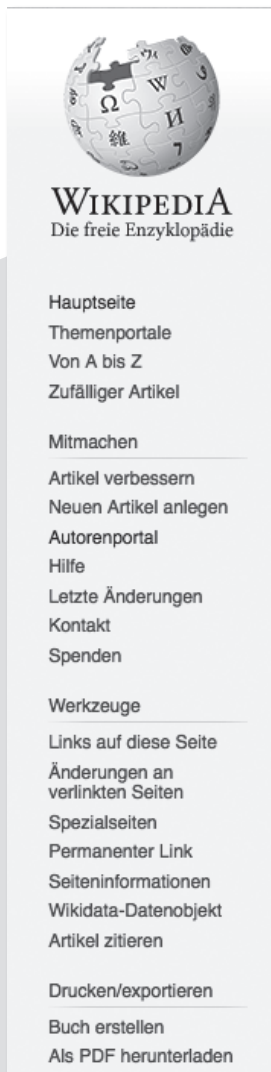 Ω W И 維 7
WIKIPEDIA
Die freie Enzyklopädie
Hauptseite
Themenportale
Von A bis Z
Zufälliger Artikel
Mitmachen
Artikel verbessern
Neuen Artikel anlegen
Autorenportal
Hilfe
Letzte Änderungen
Kontakt
Spenden
Werkzeuge
Links auf diese Seite
Änderungen an
verlinkten Seiten
Spezialseiten
Permanenter Link
Seiteninformationen
Wikidata-Datenobjekt
Artikel zitieren
Drucken/exportieren
Buch erstellen
Als PDF herunterladen